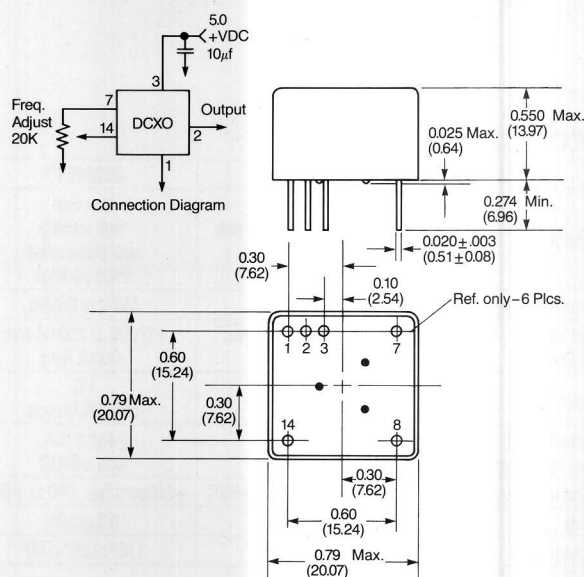 5.0
+VDC
10µf
3
Freq.
Adjust
20K
7
14
DCXO
Output
2
1
Connection Diagram
0.550 Max.
(13.97)
0.025 Max.
(0.64)
0.274 Min.
(6.96)
0.020±.003
(0.51±0.08)
0.30
(7.62)
0.10
(2.54)
Ref. only–6 Plcs.
1 2 3 7
0.60
(15.24)
0.79 Max.
(20.07)
0.30
(7.62)
14 8
0.30
(7.62)
0.60
(15.24)
0.79 Max.
(20.07)